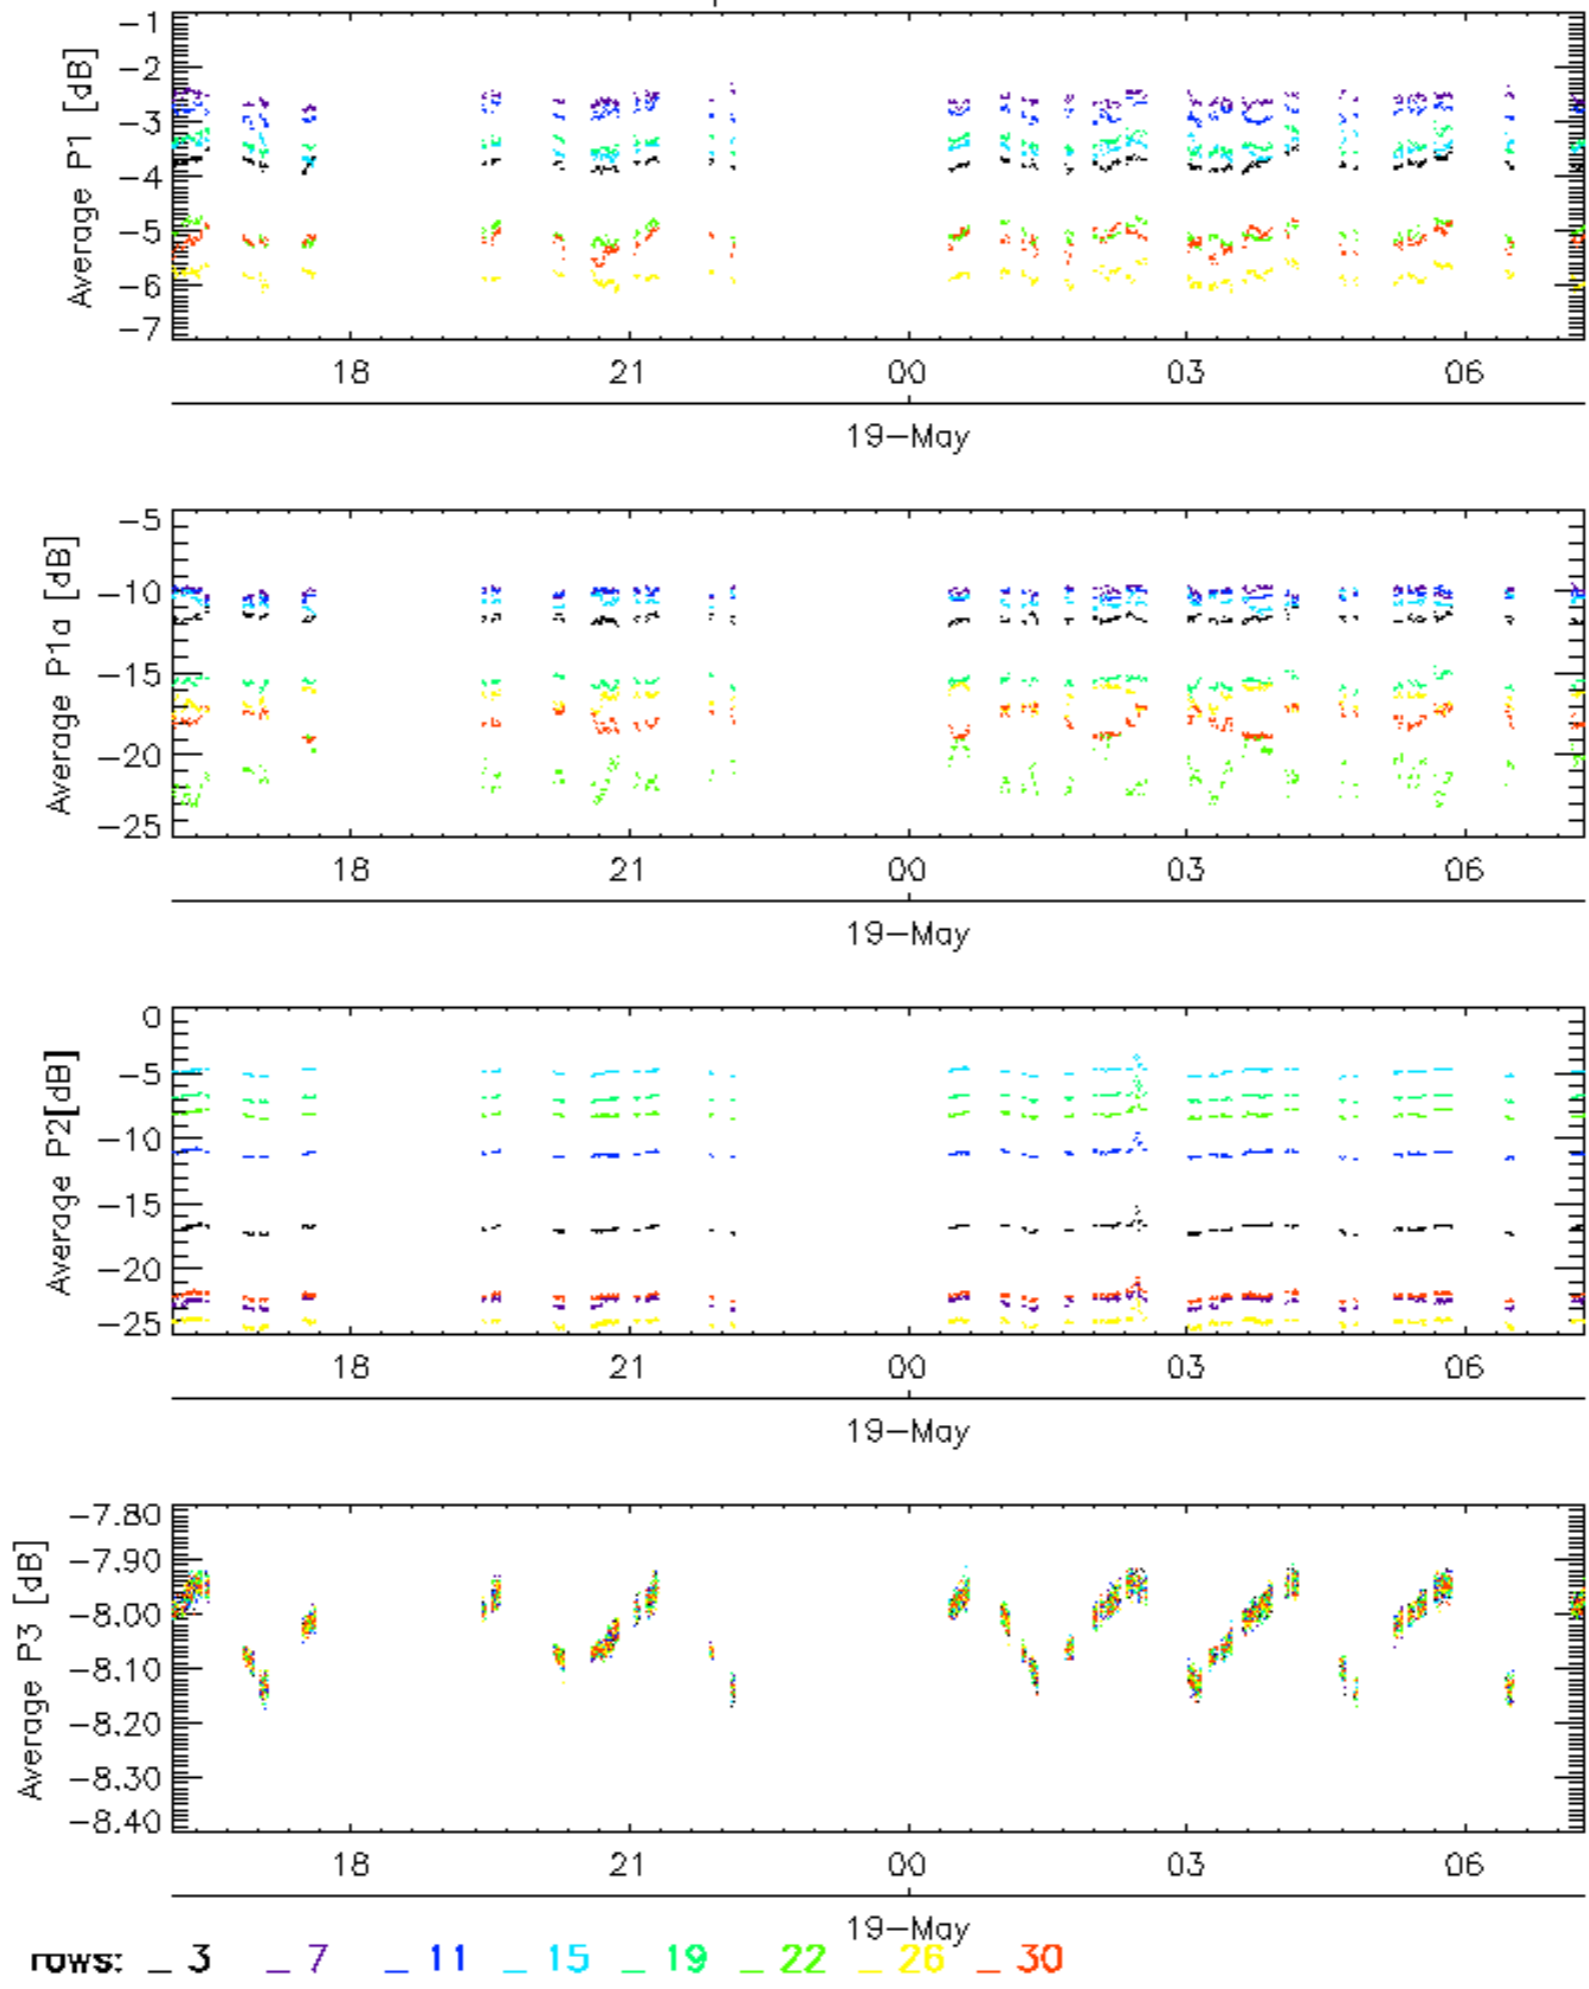 Average P1 [dB]
-1
-2
-3
-4
-5
-6
-7
18 21 00 03 06
19-May
Average P1a [dB]
-5
-10
-15
-20
-25
18 21 00 03 06
19-May
Average P2[dB]
0
-5
-10
-15
-20
-25
18 21 00 03 06
19-May
Average P3 [dB]
-7.80
-7.90
-8.00
-8.10
-8.20
-8.30
-8.40
18 21 00 03 06
19-May
rows: _ 3 _ 7 _ 11 _ 15 _ 19 _ 22 _ 26 _ 30